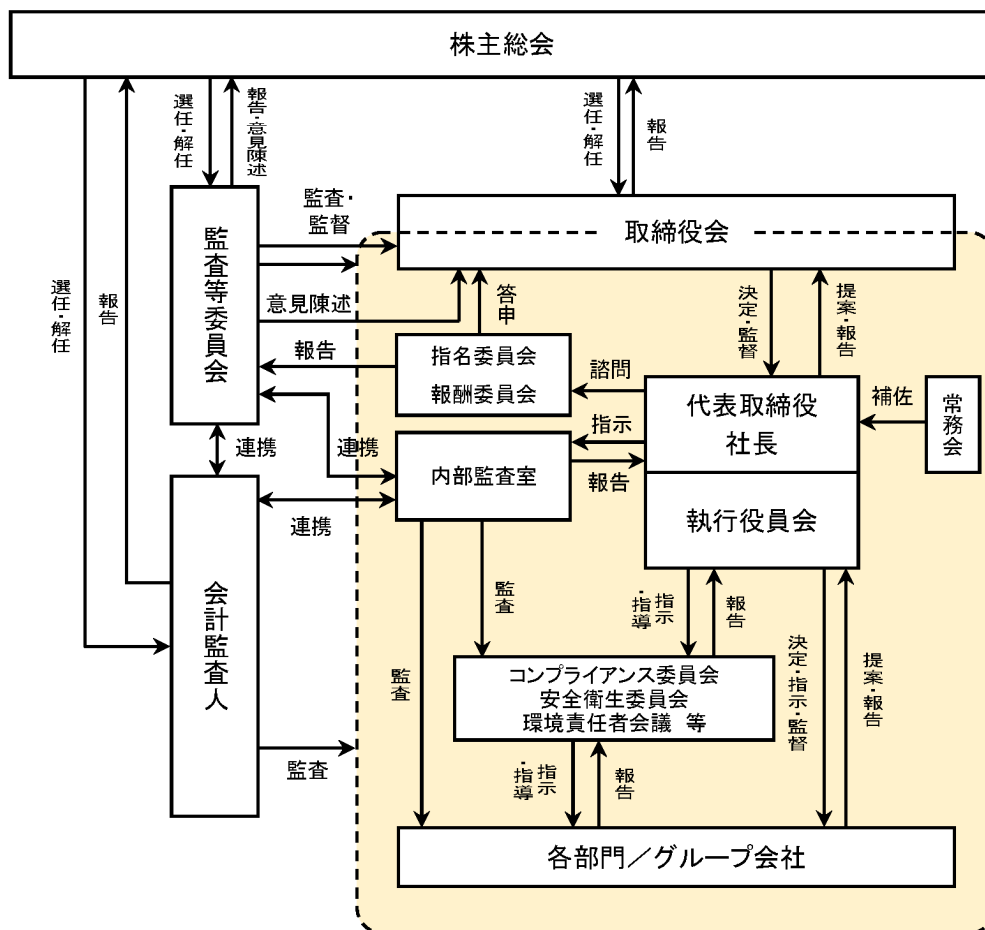 株主総会
選任・解任
報告
選任・解任
報告・意見陳述
選任・解任
報告
監査・
監督
取締役会
監査等委員会
意見陳述
答申
決定・監督
提案・報告
報告
指名委員会
報酬委員会
諮問
代表取締役
社長
補佐
常務会
指示
連携
連携
内部監査室
報告
連携
執行役員会
会計監査人
監査
監査
指示
・指導
報告
コンプライアンス委員会
安全衛生委員会
環境責任者会議 等
決定・指示・監督
提案・報告
監査
指示
・指導
報告
各部門／グループ会社